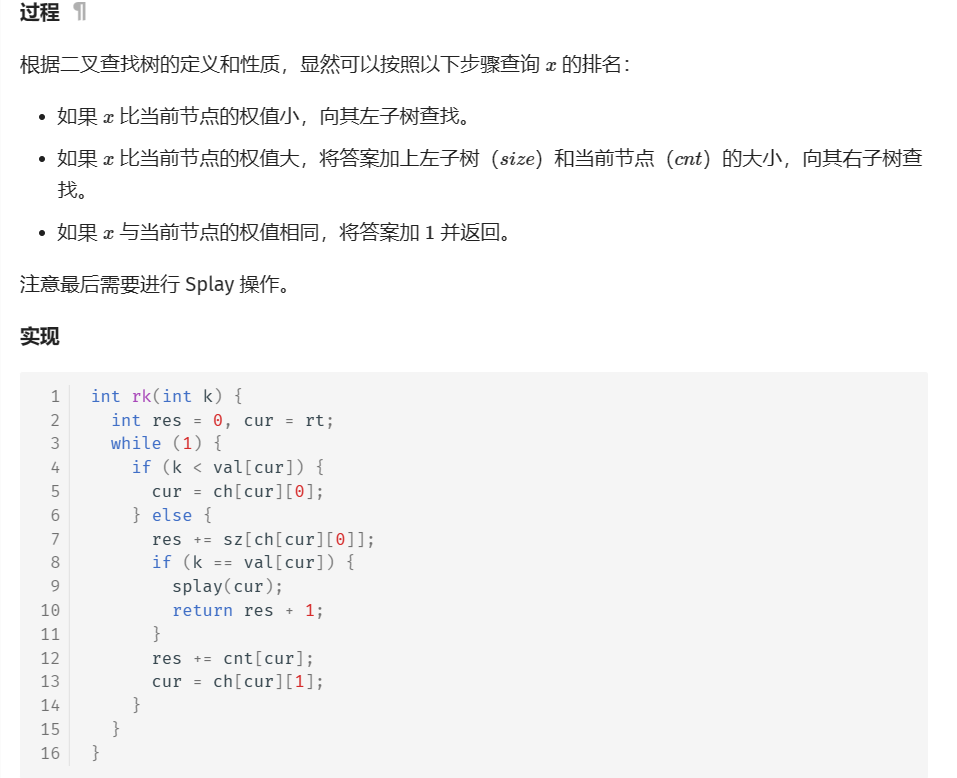 过程 ¶
根据二叉查找树的定义和性质，显然可以按照以下步骤查询 x 的排名：
• 如果 x 比当前节点的权值小，向其左子树查找。
• 如果 x 比当前节点的权值大，将答案加上左子树（size）和当前节点（cnt）的大小，向其右子树查
找。
• 如果 x 与当前节点的权值相同，将答案加 1 并返回。
注意最后需要进行 Splay 操作。
实现
1 int rk(int k) {
2   int res = 0, cur = rt;
3   while (1) {
4     if (k < val[cur]) {
5       cur = ch[cur][0];
6     } else {
7       res += sz[ch[cur][0]];
8       if (k == val[cur]) {
9         splay(cur);
10         return res + 1;
11       }
12       res += cnt[cur];
13       cur = ch[cur][1];
14     }
15   }
16 }